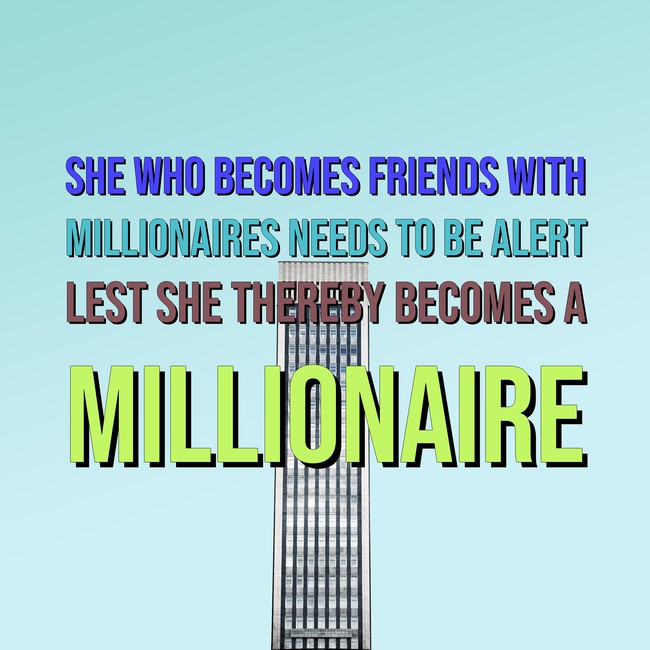 SHE WHO BECOMES FRIENDS WITH
MILLIONAIRES NEEDS TO BE ALERT
LEST SHE THEREBY BECOMES A
MILLIONAIRE